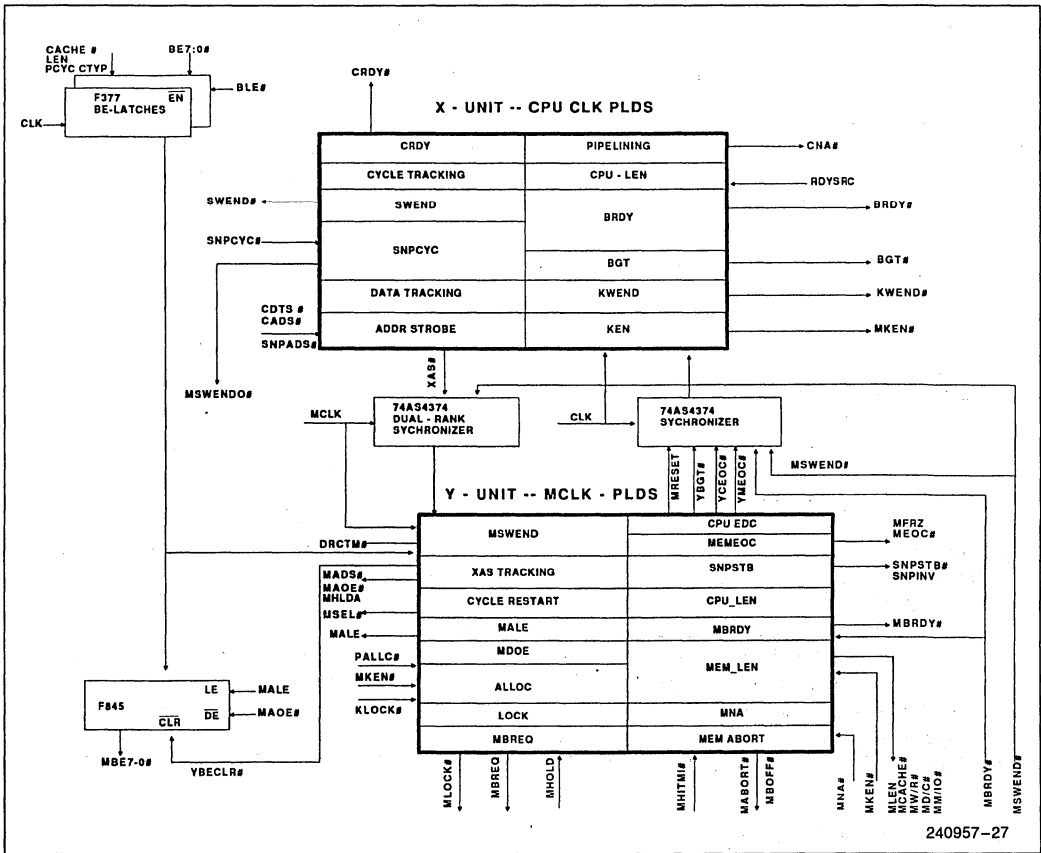 CACHE #
LEN
PCYC CTYP
BE7:0#
F377
EN
BE-LATCHES
BLE#
CLK
CRDY#
X - UNIT -- CPU CLK PLDS
CRDY
PIPELINING
CNA#
CYCLE TRACKING
CPU - LEN
RDYSRC
SWEND#
SWEND
BRDY
BRDY#
SNPCYC#
SNPCYC
BGT
BGT#
DATA TRACKING
KWEND
KWEND#
CDTS #
CADS#
SNPADS#
ADDR STROBE
KEN
MKEN#
MSWENDO#
XAS#
MCLK
74AS4374
DUAL - RANK
SYCHRONIZER
CLK
74AS4374
SYCHRONIZER
MRESET
YBGT#
YCEOC#
YMEOC#
MSWEND#
Y - UNIT -- MCLK - PLDS
MSWEND
CPU EDC
MEMEOC
MFRZ
MEOC#
DRCTM#
XAS TRACKING
SNPSTB
SNPSTB#
SNPINV
MADS#
MAOE#
MHLDA
CYCLE RESTART
CPU_LEN
MSEL#
MALE
MALE
MBRDY
MBRDY#
MDOE
MEM_LEN
PALLC#
MKEN#
ALLOC
KLOCK#
LOCK
MNA
MBREQ
MEM ABORT
F845
LE
MALE
DE
MAOE#
CLR
MBE7-0#
YBECLR#
MLOCK#
MBREQ
MHOLD
MHITMI#
MABORT#
MBOFF#
MNA#
MKEN#
MLEN
MCACHE#
MW/R#
MD/C#
MM/IO#
MBRDY#
MSWEND#
240957-27